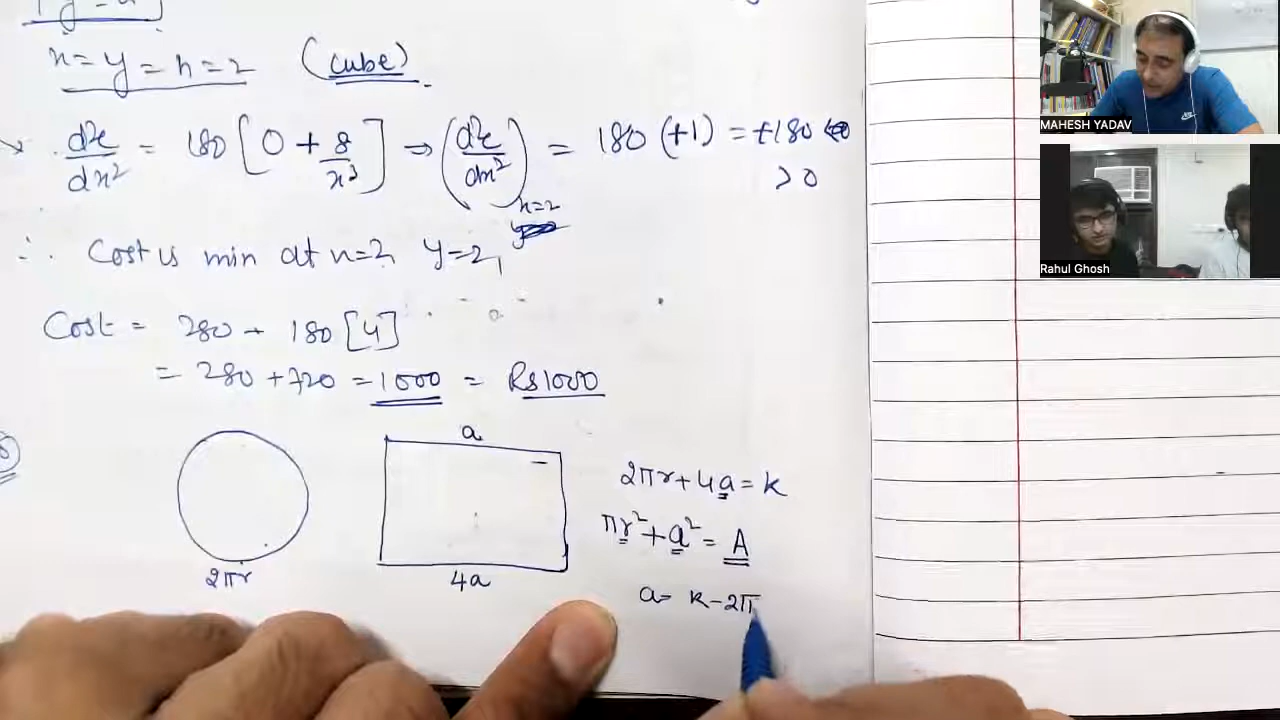 x=y=h=2 (cube)
d²c/dx² = 180[0+8/x³] → (d²c/dx²)x=2 = 180(+1) = +180
>0
∴ Cost is min at x=2 y=2
Cost = 280 + 180[4]
= 280+720 = 1000 = Rs1000
a
2πr+4a=k
πr²+a²=A
2πr
4a
a= k-2π
MAHESH YADAV
Rahul Ghosh